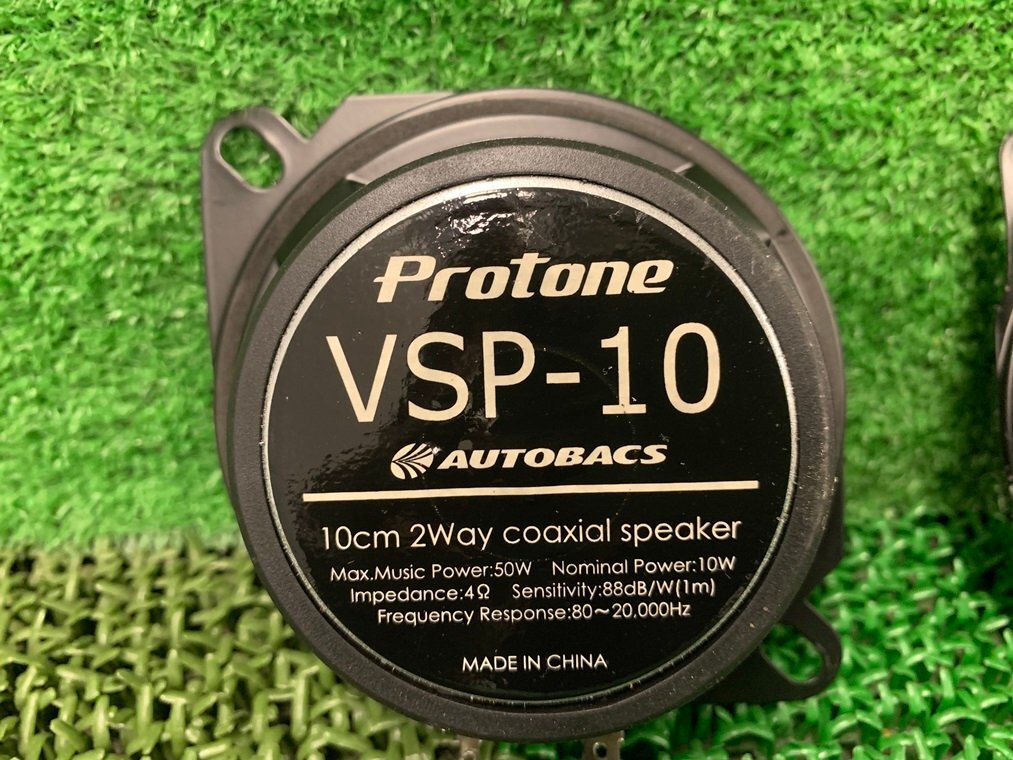 Protone
VSP-10
AUTOBACS
10cm 2Way coaxial speaker
Max.Music Power:50W Nominal Power:10W
Impedance:4Ω Sensitivity:88dB/W(1m)
Frequency Response:80〜20,000Hz
MADE IN CHINA